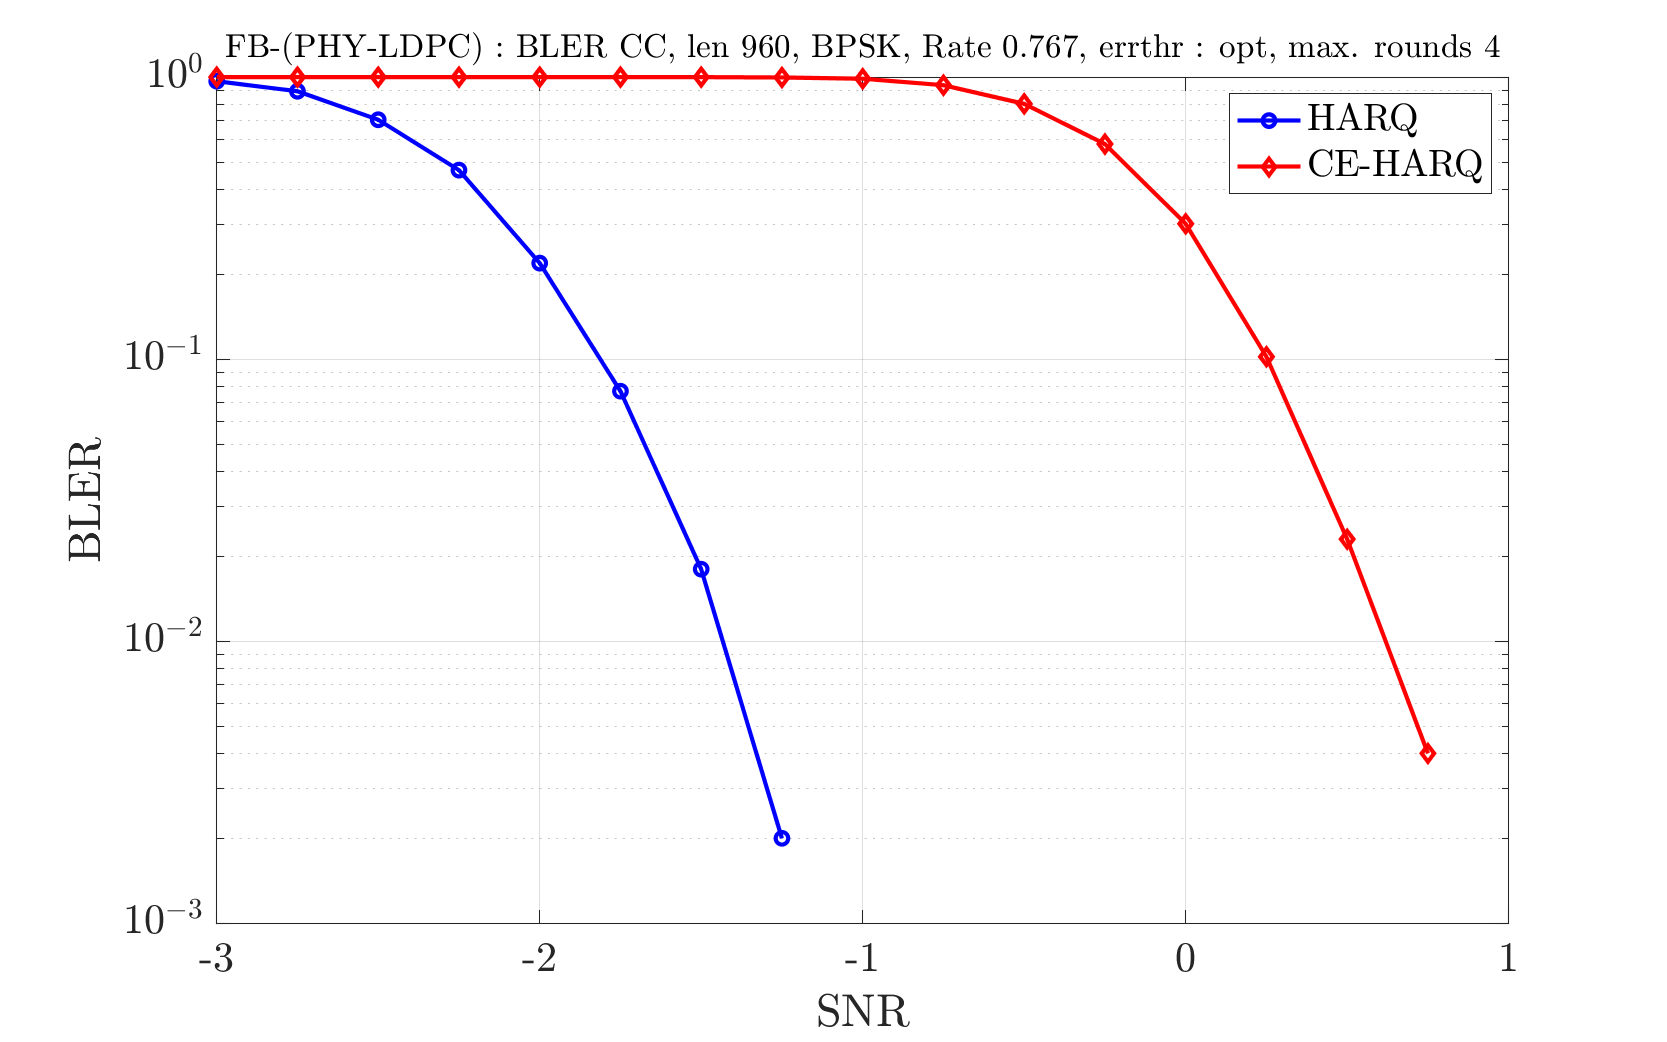 FB-(PHY-LDPC) : BLER CC, len 960, BPSK, Rate 0.767, errthr : opt, max. rounds 4
10^0
HARQ
CE-HARQ
10^-1
BLER
10^-2
10^-3
-3 -2 -1 0 1
SNR